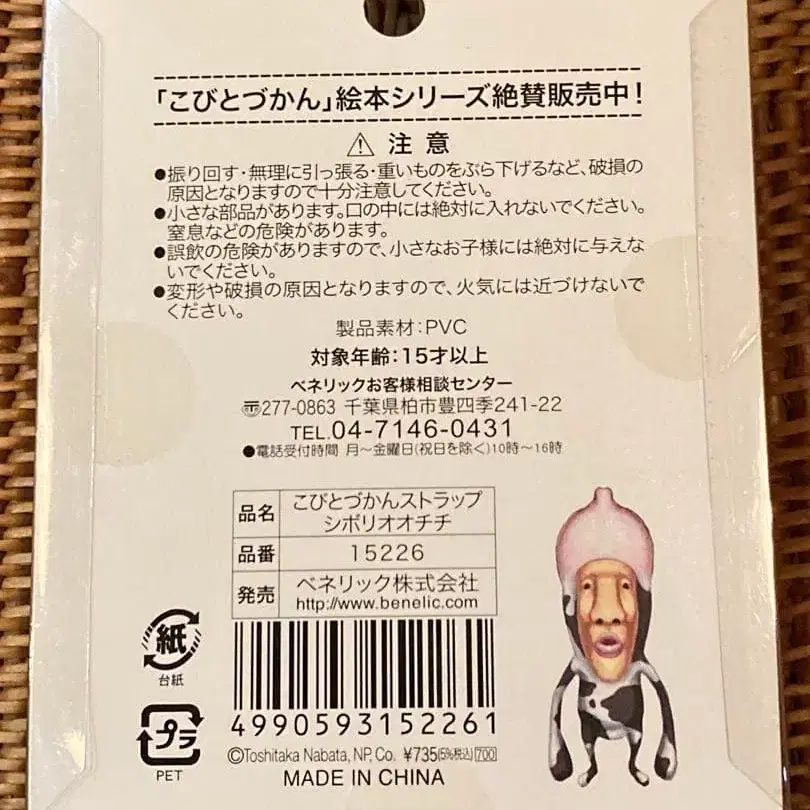 「こびとづかん」絵本シリーズ絶賛販売中!
⚠ 注意
●振り回す・無理に引っ張る・重いものをぶら下げるなど、破損の
原因となりますので十分注意してください。
●小さな部品があります。口の中には絶対に入れないでください。
窒息などの危険があります。
●誤飲の危険がありますので、小さなお子様には絶対に与えな
いでください。
●変形や破損の原因となりますので、火気には近づけないで
ください。
製品素材:PVC
対象年齢:15才以上
ベネリックお客様相談センター
〠277-0863 千葉県柏市豊四季241-22
TEL.04-7146-0431
●電話受付時間 月〜金曜日(祝日を除く)10時〜16時
品名 こびとづかんストラップ
シボリオオチチ
品番 15226
発売 ベネリック株式会社
http://www.benelic.com
紙
台紙
プラ
PET
4990593152261
©Toshitaka Nabata, NP, Co. ¥735(5%税込) 700
MADE IN CHINA